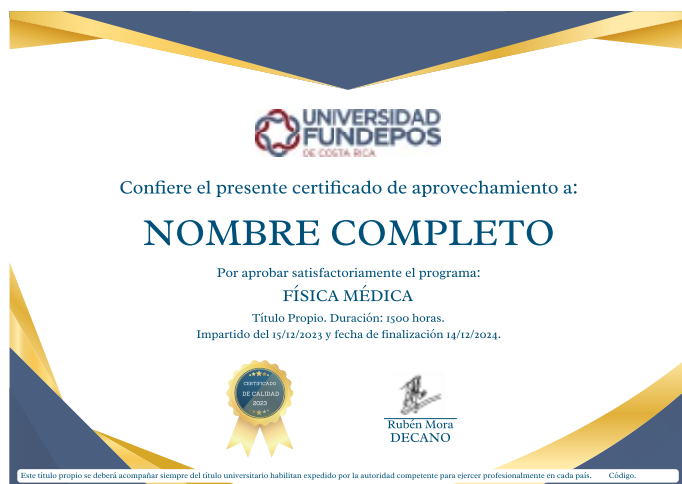 UNIVERSIDAD
FUNDEPOS
DE COSTA RICA
Confiere el presente certificado de aprovechamiento a:
NOMBRE COMPLETO
Por aprobar satisfactoriamente el programa:
FÍSICA MÉDICA
Título Propio. Duración: 1500 horas.
Impartido del 15/12/2023 y fecha de finalización 14/12/2024.
CERTIFICADO
DE CALIDAD
2023
Rubén Mora
DECANO
Este título propio se deberá acompañar siempre del título universitario habilitan expedido por la autoridad competente para ejercer profesionalmente en cada país. Código.